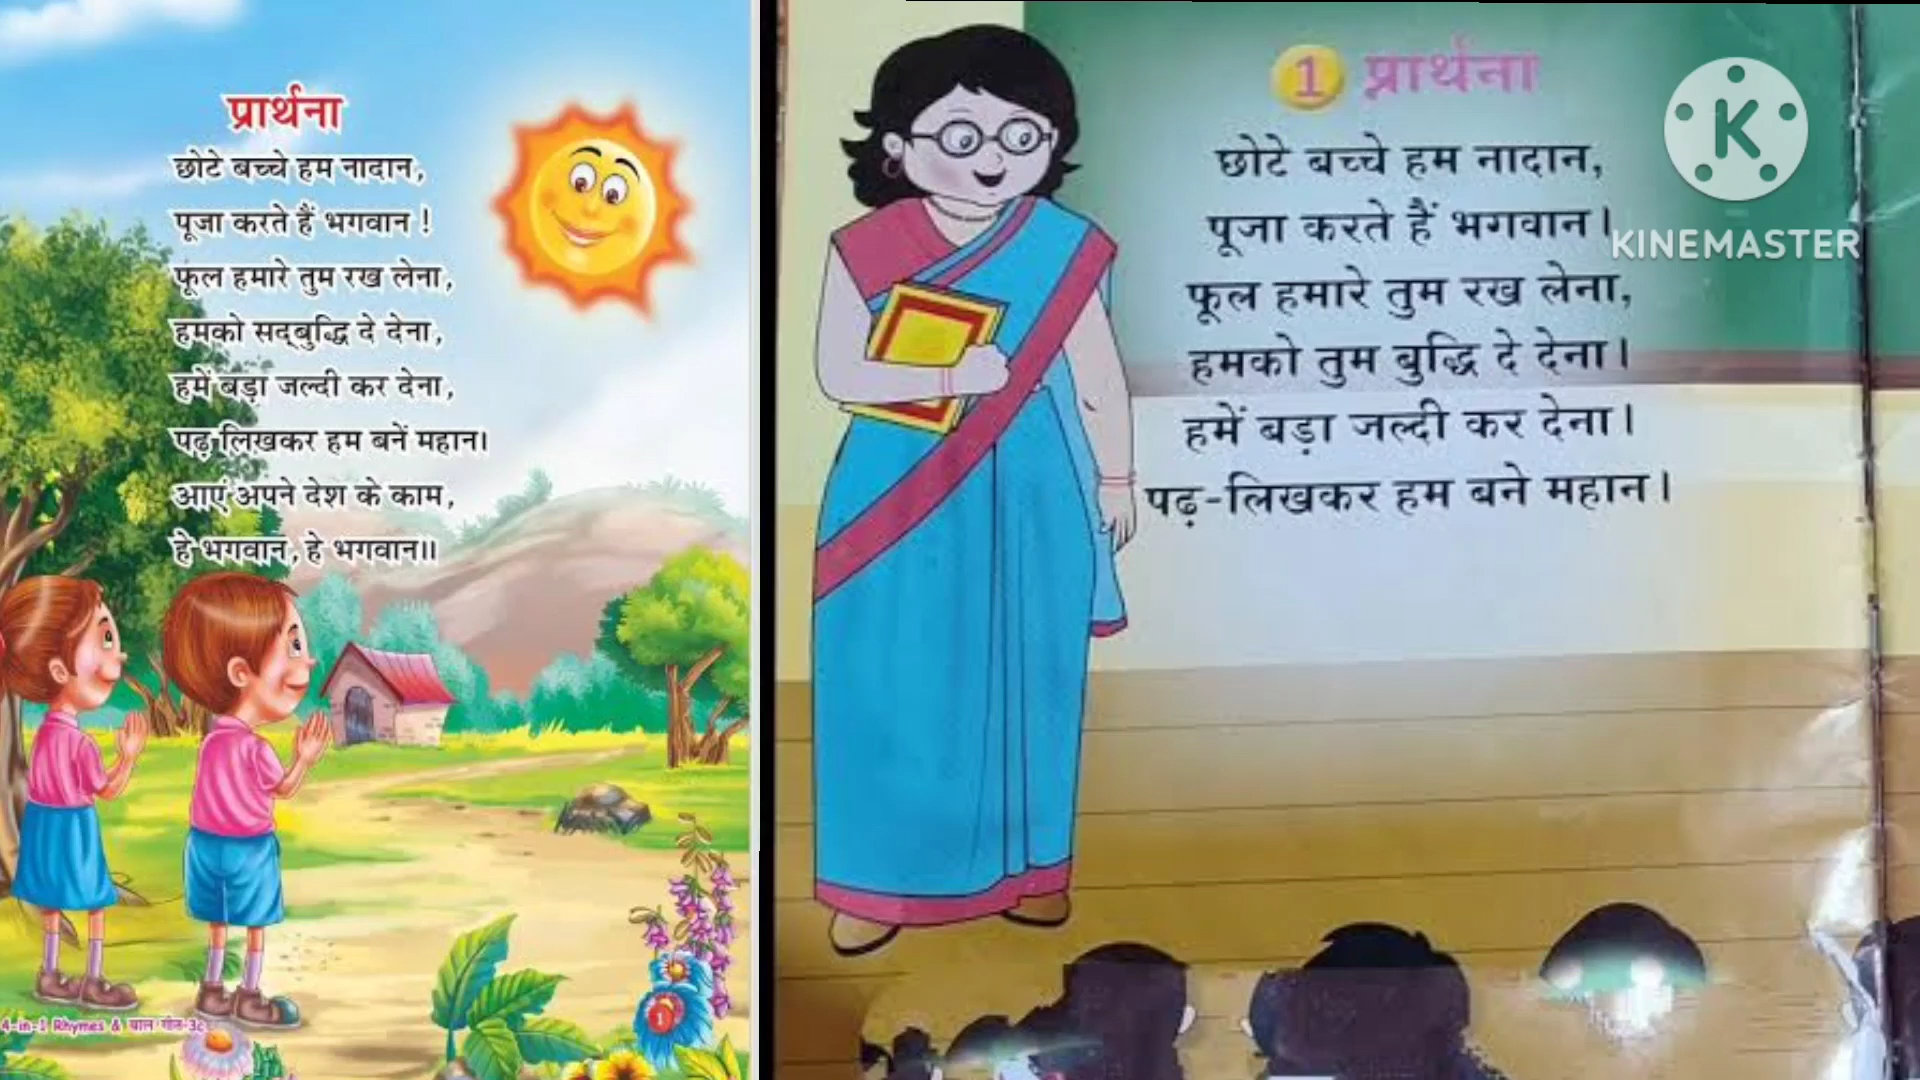 प्रार्थना
छोटे बच्चे हम नादान,
पूजा करते हैं भगवान !
फूल हमारे तुम रख लेना,
हमको सद्‌बुद्धि दे देना,
हमें बड़ा जल्दी कर देना,
पढ़ लिखकर हम बनें महान।
आएं अपने देश के काम,
हे भगवान, हे भगवान॥
4-in-1 Rhymes & बाल गीत-3c
1
1 प्रार्थना
छोटे बच्चे हम नादान,
पूजा करते हैं भगवान।
फूल हमारे तुम रख लेना,
हमको तुम बुद्धि दे देना।
हमें बड़ा जल्दी कर देना।
पढ़-लिखकर हम बने महान।
K
KINEMASTER